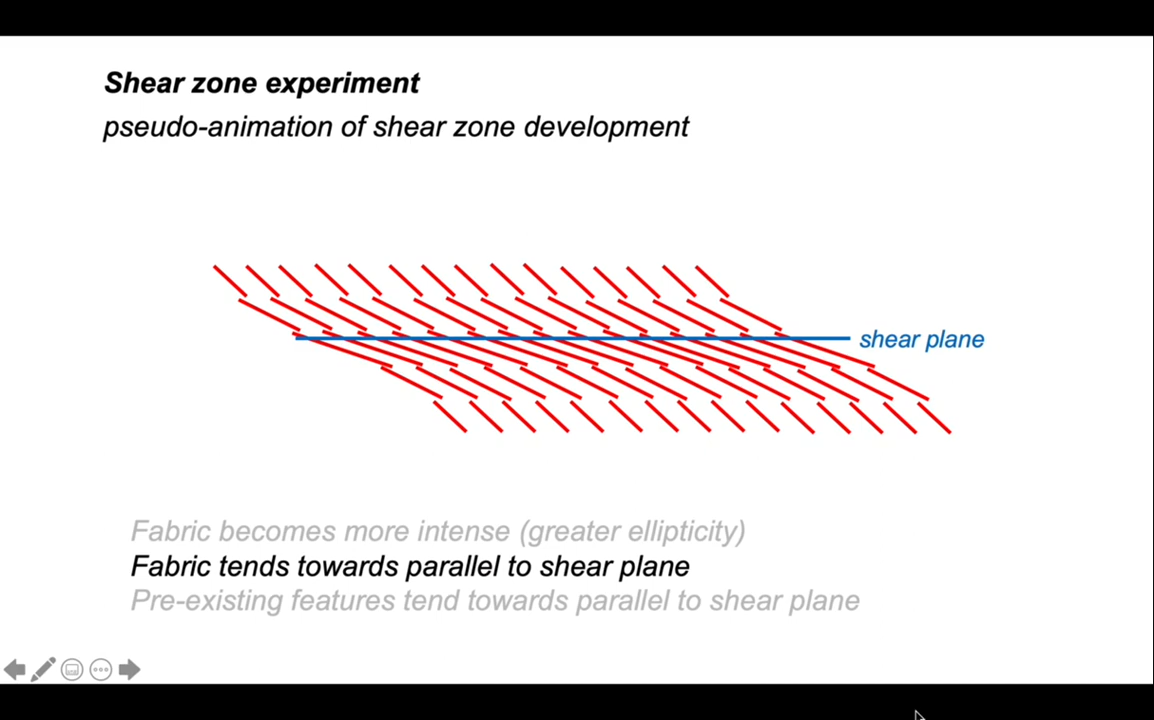 Shear zone experiment
pseudo-animation of shear zone development
shear plane
Fabric becomes more intense (greater ellipticity)
Fabric tends towards parallel to shear plane
Pre-existing features tend towards parallel to shear plane